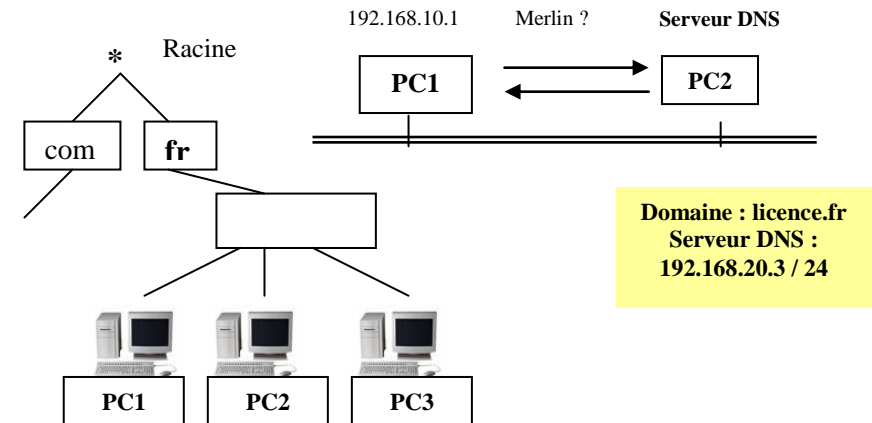 192.168.10.1 Merlin ? Serveur DNS
* Racine
PC1 PC2
com fr
Domaine : licence.fr
Serveur DNS :
192.168.20.3 / 24
PC1 PC2 PC3